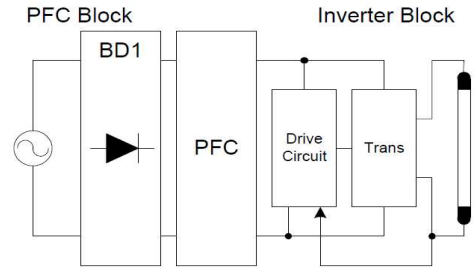 PFC Block
Inverter Block
BD1
PFC
Drive
Circuit
Trans